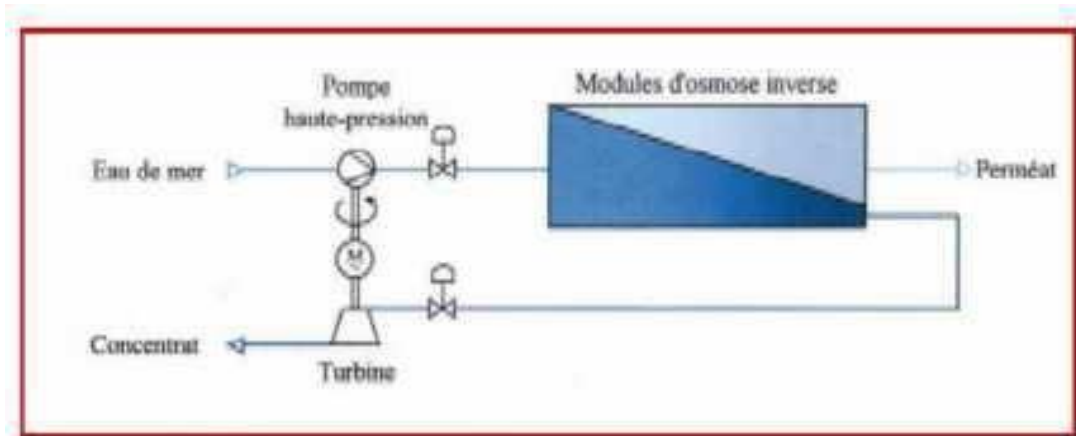 Pompe
haute-pression
Modules d'osmose inverse
Eau de mer
Perméat
M
Concentrat
Turbine